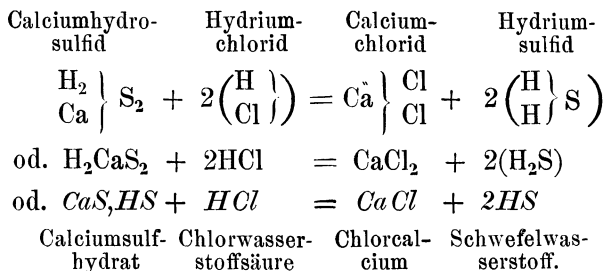 Calciumhydro- Hydrium- Calcium- Hydrium-
sulfid chlorid chlorid sulfid
H₂ Ca } S₂ + 2(H Cl }) = Ca } Cl Cl + 2(H H } S)
od. H₂CaS₂ + 2HCl = CaCl₂ + 2(H₂S)
od. CaS,HS + HCl = CaCl + 2HS
Calciumsulf- Chlorwasser- Chlorcal- Schwefelwas-
hydrat stoffsäure cium serstoff.